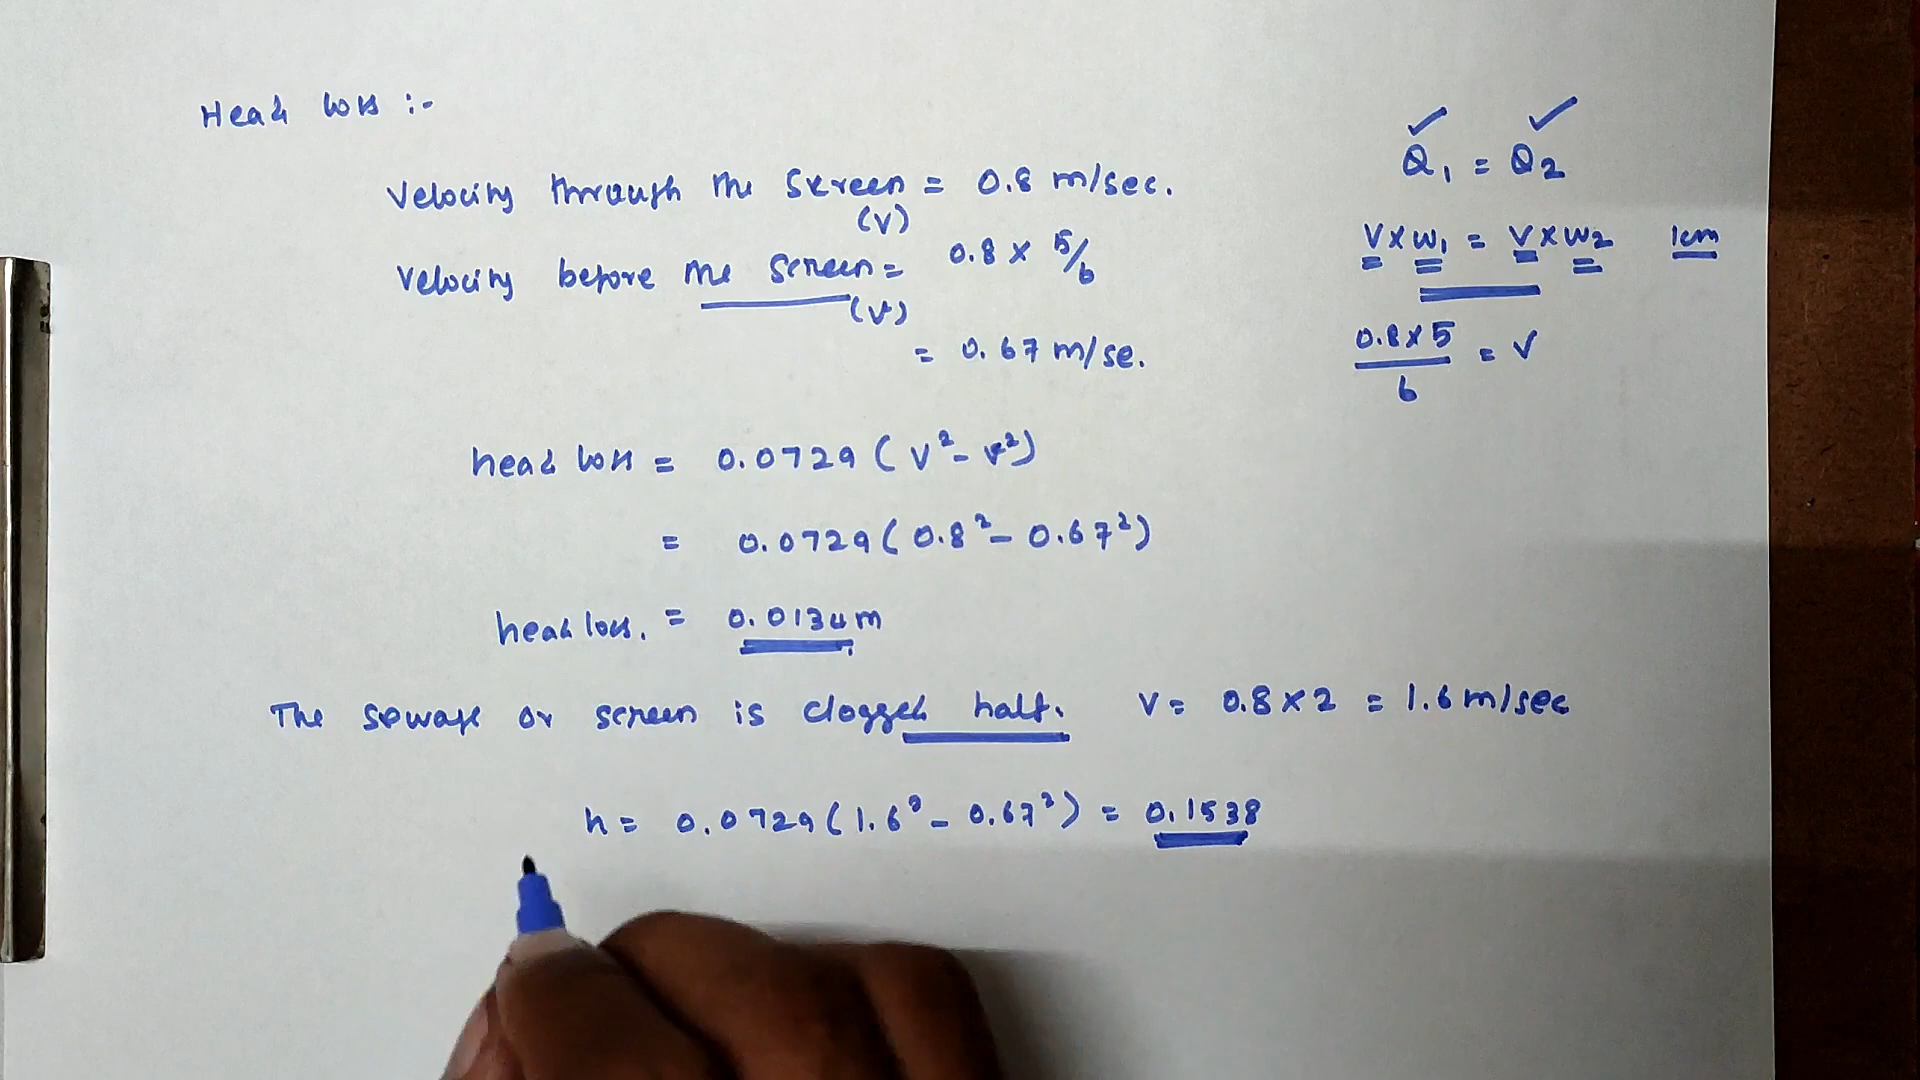 Head loss :-
Q1 = Q2
Velocity through the screen = 0.8 m/sec.
(V)
V x W1 = V x W2 1cm
Velocity before the screen = 0.8 x 5/6
(v)
= 0.67 m/se.
0.8 x 5 / 6 = V
head loss = 0.0729 (V² - v²)
= 0.0729 (0.8² - 0.67²)
head loss. = 0.0134m
The sewage or screen is clogged half. V = 0.8 x 2 = 1.6 m/sec
h = 0.0729 (1.6² - 0.67²) = 0.1538